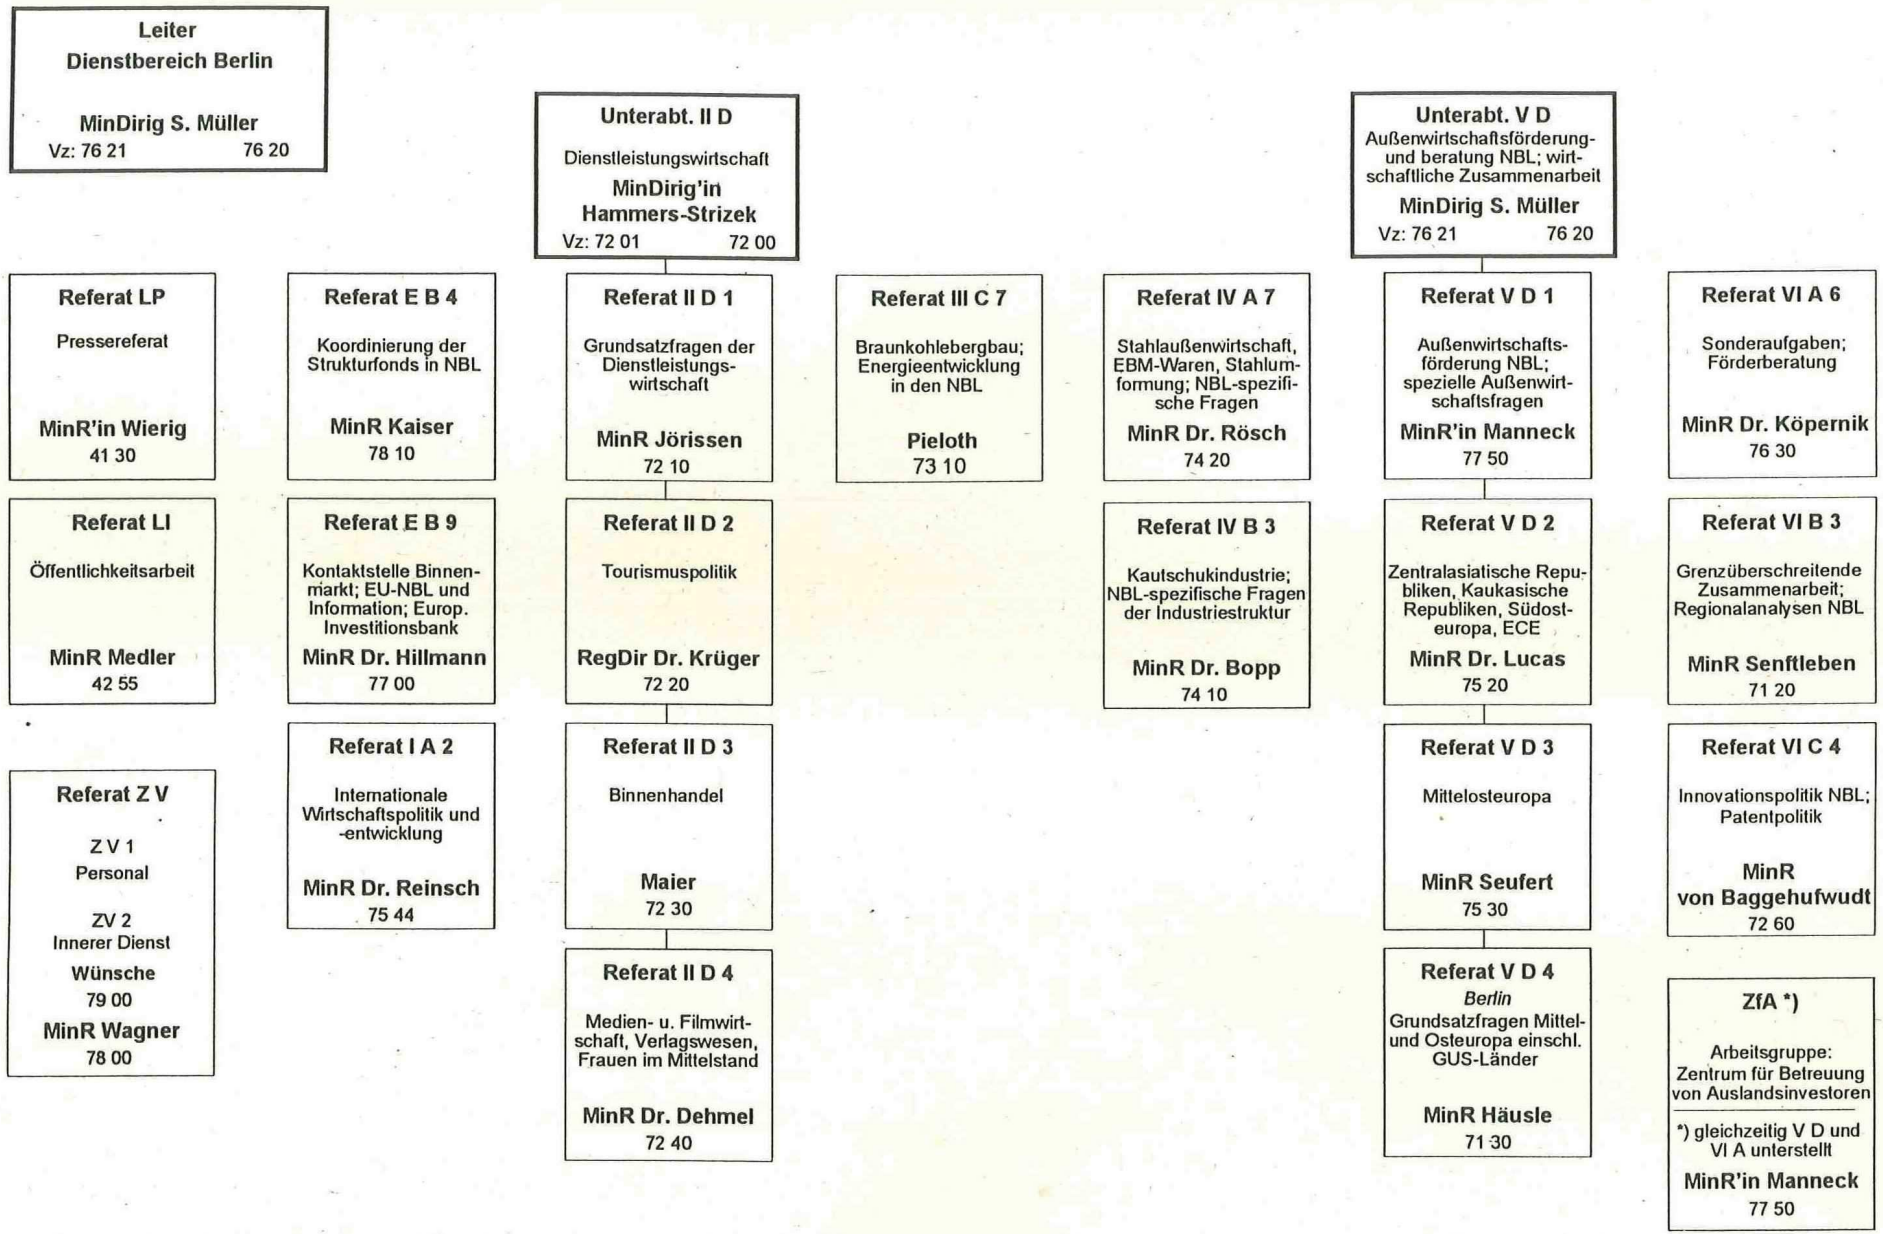 Leiter
Dienstbereich Berlin
MinDirig S. Müller
Vz: 76 21 76 20
Unterabt. II D
Dienstleistungswirtschaft
MinDirig'in
Hammers-Strizek
Vz: 72 01 72 00
Unterabt. V D
Außenwirtschaftsförderung-
und beratung NBL; wirt-
schaftliche Zusammenarbeit
MinDirig S. Müller
Vz: 76 21 76 20
Referat LP
Pressereferat
MinR'in Wierig
41 30
Referat E B 4
Koordinierung der
Strukturfonds in NBL
MinR Kaiser
78 10
Referat II D 1
Grundsatzfragen der
Dienstleistungs-
wirtschaft
MinR Jörissen
72 10
Referat III C 7
Braunkohlebergbau;
Energieentwicklung
in den NBL
Pieloth
73 10
Referat IV A 7
Stahlaußenwirtschaft,
EBM-Waren, Stahlum-
formung; NBL-spezifi-
sche Fragen
MinR Dr. Rösch
74 20
Referat V D 1
Außenwirtschafts-
förderung NBL;
spezielle Außenwirt-
schaftsfragen
MinR'in Manneck
77 50
Referat VI A 6
Sonderaufgaben;
Förderberatung
MinR Dr. Köpernik
76 30
Referat LI
Öffentlichkeitsarbeit
MinR Medler
42 55
Referat E B 9
Kontaktstelle Binnen-
markt; EU-NBL und
Information; Europ.
Investitionsbank
MinR Dr. Hillmann
77 00
Referat II D 2
Tourismuspolitik
RegDir Dr. Krüger
72 20
Referat IV B 3
Kautschukindustrie;
NBL-spezifische Fragen
der Industriestruktur
MinR Dr. Bopp
74 10
Referat V D 2
Zentralasiatische Repu-
bliken, Kaukasische
Republiken, Südost-
europa, ECE
MinR Dr. Lucas
75 20
Referat VI B 3
Grenzüberschreitende
Zusammenarbeit;
Regionalanalysen NBL
MinR Senftleben
71 20
Referat Z V
Z V 1
Personal
ZV 2
Innerer Dienst
Wünsche
79 00
MinR Wagner
78 00
Referat I A 2
Internationale
Wirtschaftspolitik und
-entwicklung
MinR Dr. Reinsch
75 44
Referat II D 3
Binnenhandel
Maier
72 30
Referat V D 3
Mittelosteuropa
MinR Seufert
75 30
Referat VI C 4
Innovationspolitik NBL;
Patentpolitik
MinR
von Baggehufwudt
72 60
Referat II D 4
Medien- u. Filmwirt-
schaft, Verlagswesen,
Frauen im Mittelstand
MinR Dr. Dehmel
72 40
Referat V D 4
Berlin
Grundsatzfragen Mittel-
und Osteuropa einschl.
GUS-Länder
MinR Häusle
71 30
ZfA *)
Arbeitsgruppe:
Zentrum für Betreuung
von Auslandsinvestoren
*) gleichzeitig V D und
VI A unterstellt
MinR'in Manneck
77 50